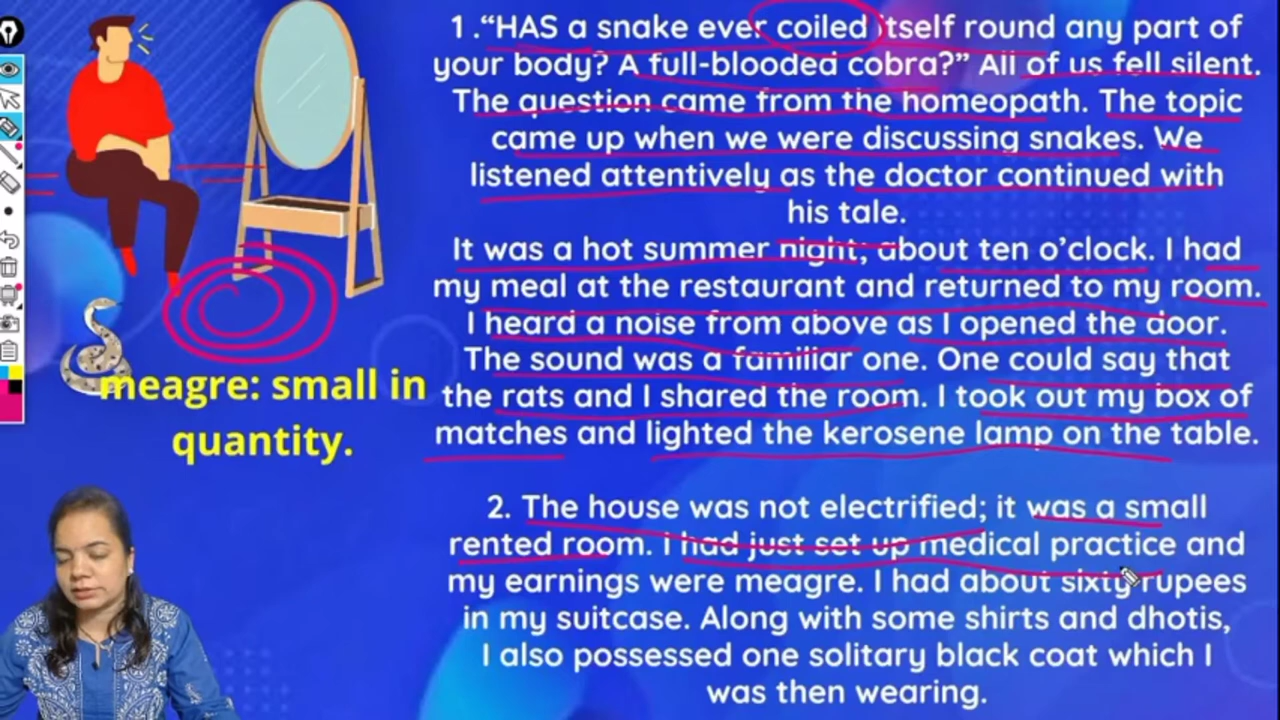 1 .“HAS a snake ever coiled itself round any part of
your body? A full-blooded cobra?” All of us fell silent.
The question came from the homeopath. The topic
came up when we were discussing snakes. We
listened attentively as the doctor continued with
his tale.
It was a hot summer night; about ten o’clock. I had
my meal at the restaurant and returned to my room.
I heard a noise from above as I opened the door.
The sound was a familiar one. One could say that
the rats and I shared the room. I took out my box of
matches and lighted the kerosene lamp on the table.
meagre: small in
quantity.
2. The house was not electrified; it was a small
rented room. I had just set up medical practice and
my earnings were meagre. I had about sixty rupees
in my suitcase. Along with some shirts and dhotis,
I also possessed one solitary black coat which I
was then wearing.